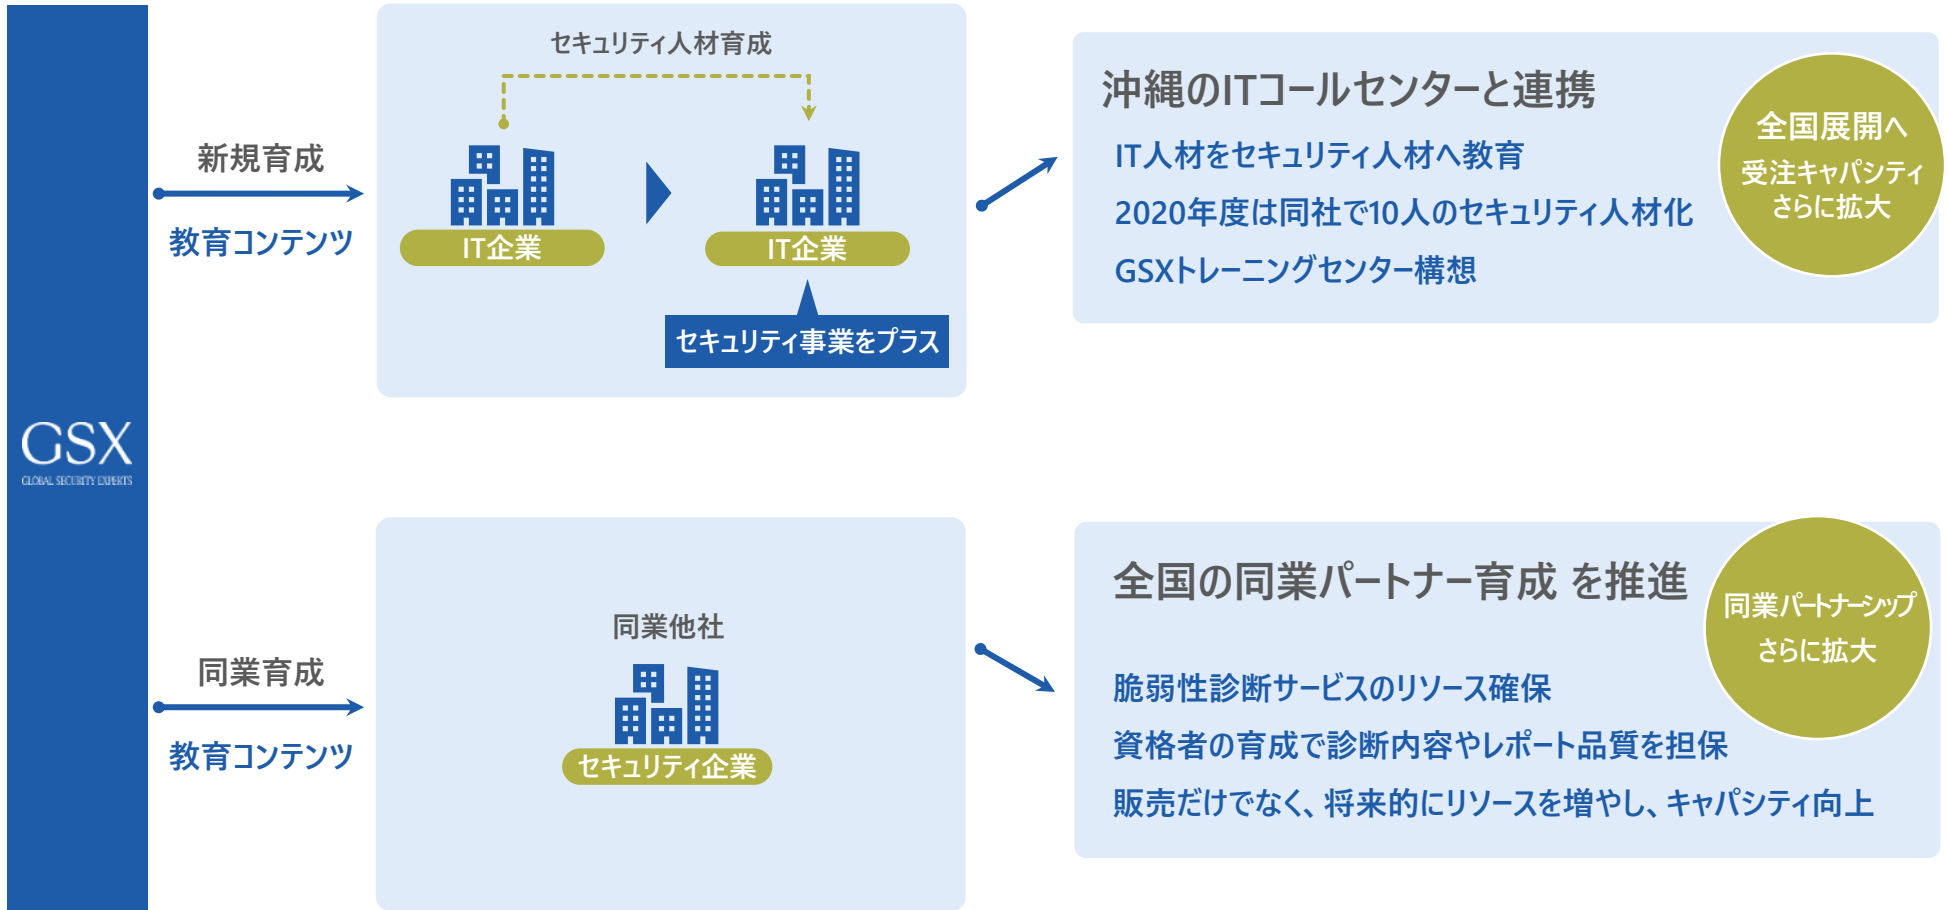 GSX
GLOBAL SECURITY EXPERTS
新規育成
教育コンテンツ
セキュリティ人材育成
IT企業
IT企業
セキュリティ事業をプラス
沖縄のITコールセンターと連携
IT人材をセキュリティ人材へ教育
2020年度は同社で10人のセキュリティ人材化
GSXトレーニングセンター構想
全国展開へ
受注キャパシティ
さらに拡大
同業育成
教育コンテンツ
同業他社
セキュリティ企業
全国の同業パートナー育成 を推進
脆弱性診断サービスのリソース確保
資格者の育成で診断内容やレポート品質を担保
販売だけでなく、将来的にリソースを増やし、キャパシティ向上
同業パートナーシップ
さらに拡大